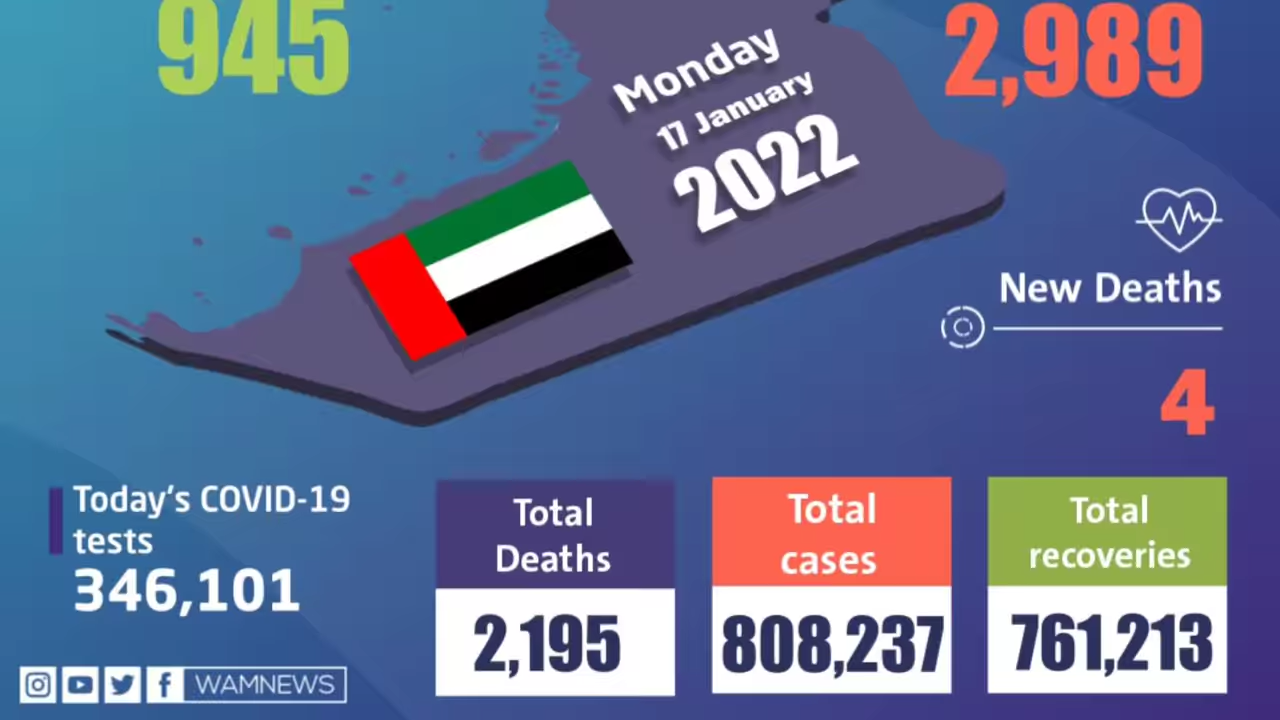 945
2,989
Monday
17 January
2022
New Deaths
4
Today's COVID-19
tests
346,101
Total
Deaths
2,195
Total
cases
808,237
Total
recoveries
761,213
WAMNEWS